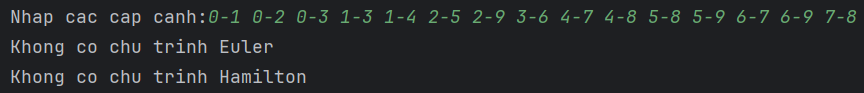 Nhap cac cap canh:0-1 0-2 0-3 1-3 1-4 2-5 2-9 3-6 4-7 4-8 5-8 5-9 6-7 6-9 7-8
Khong co chu trinh Euler
Khong co chu trinh Hamilton